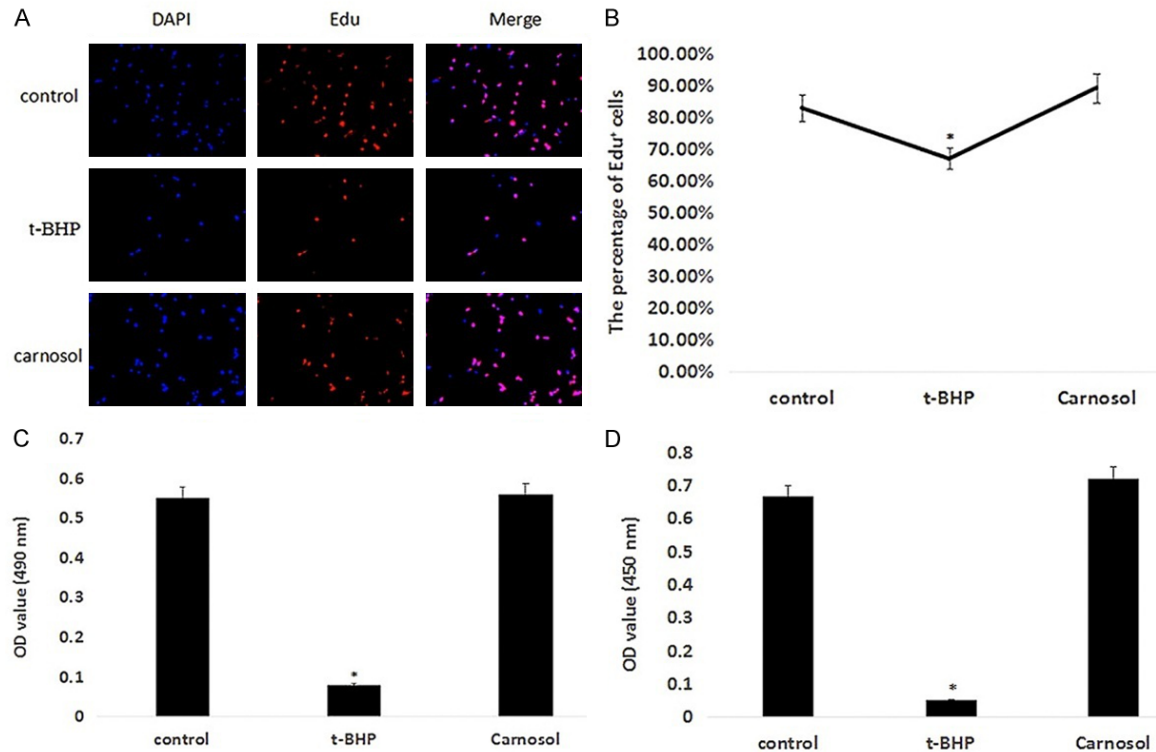 A
DAPI
Edu
Merge
control
t-BHP
carnosol
B
The percentage of Edu⁺ cells
100.00%
90.00%
80.00%
70.00%
60.00%
50.00%
40.00%
30.00%
20.00%
10.00%
0.00%
*
control
t-BHP
Carnosol
C
OD value (490 nm)
0.7
0.6
0.5
0.4
0.3
0.2
0.1
0
*
control
t-BHP
Carnosol
D
OD value (450 nm)
0.8
0.7
0.6
0.5
0.4
0.3
0.2
0.1
0
*
control
t-BHP
Carnosol